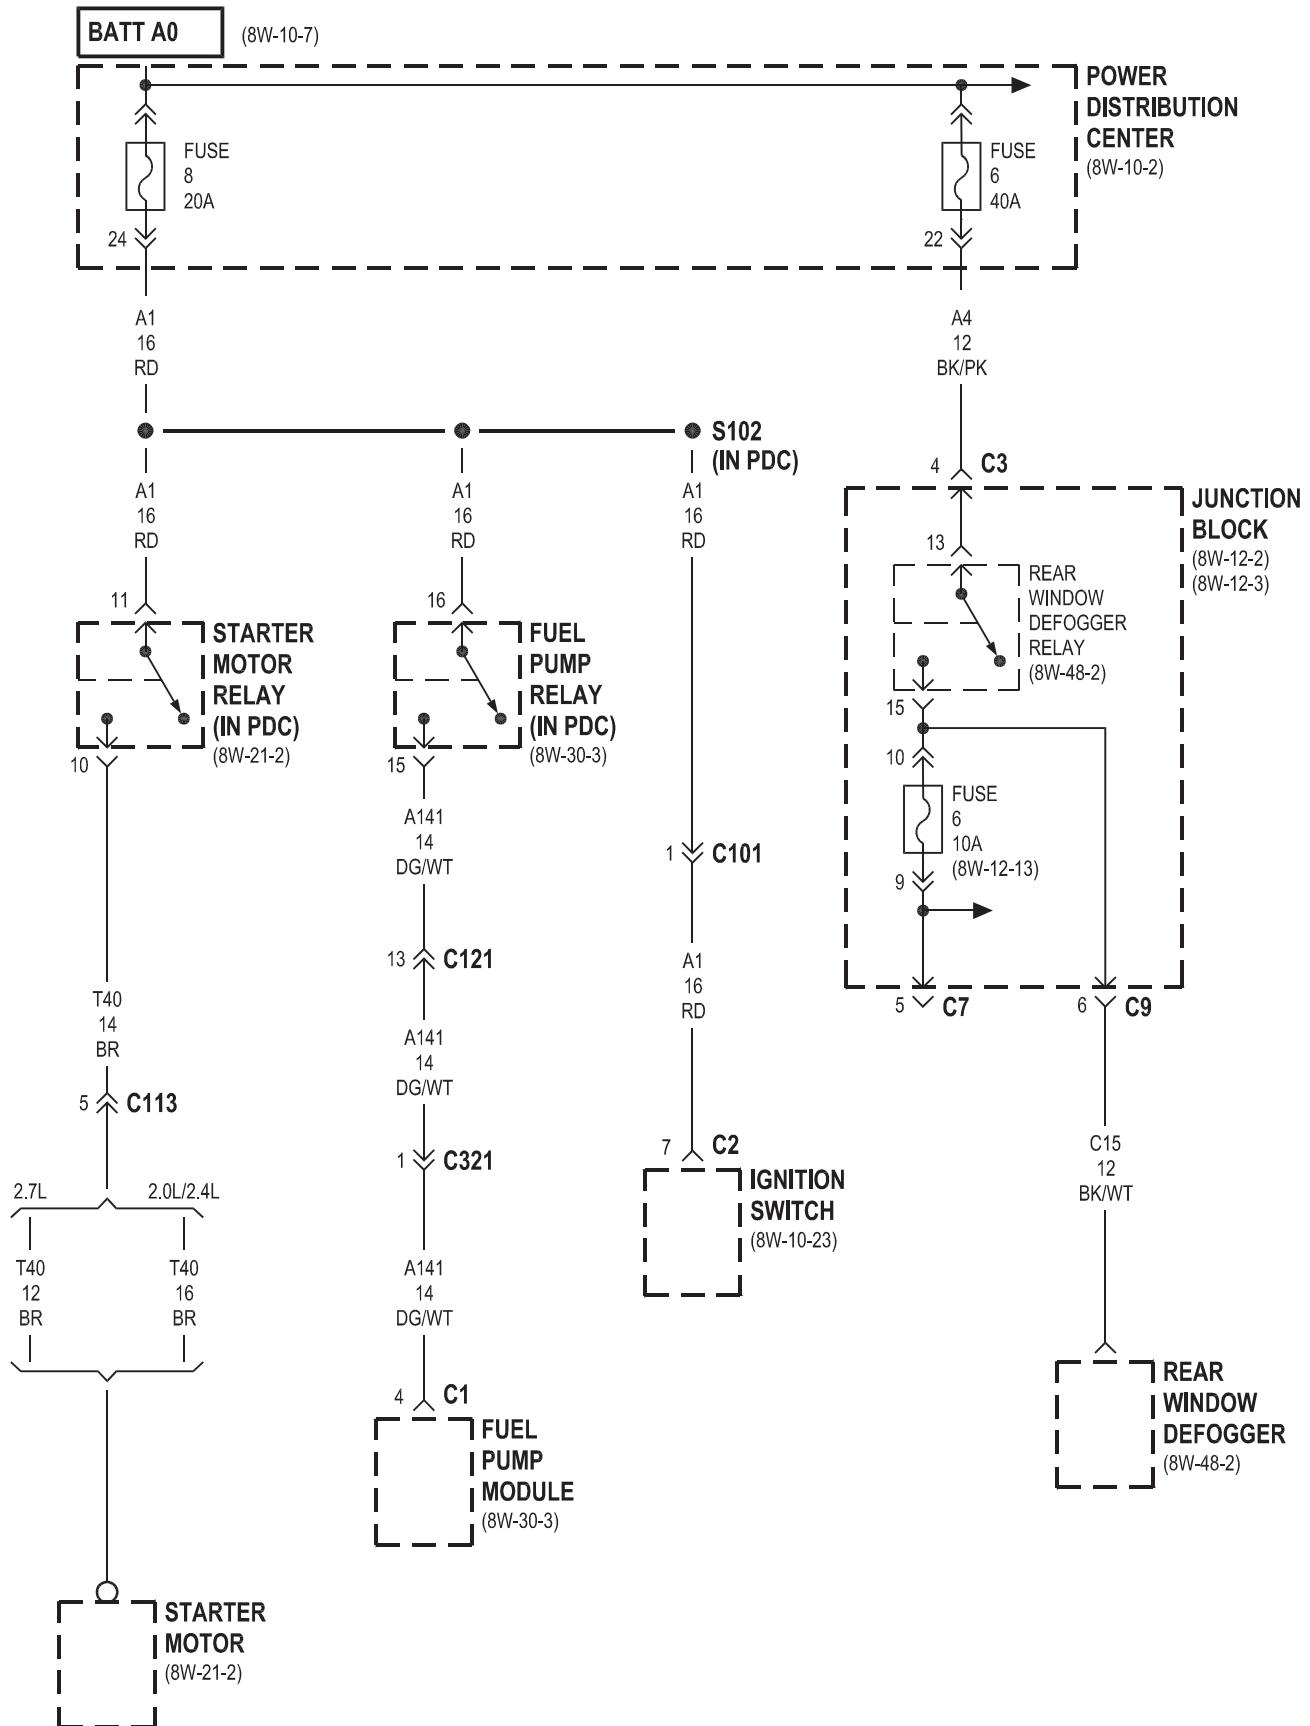 BATT A0
(8W-10-7)
POWER
DISTRIBUTION
CENTER
(8W-10-2)
FUSE
8
20A
24
FUSE
6
40A
22
A1
16
RD
A4
12
BK/PK
S102
(IN PDC)
4
C3
A1
16
RD
A1
16
RD
A1
16
RD
JUNCTION
BLOCK
(8W-12-2)
(8W-12-3)
13
REAR
WINDOW
DEFOGGER
RELAY
(8W-48-2)
15
10
FUSE
6
10A
(8W-12-13)
9
5
C7
6
C9
11
STARTER
MOTOR
RELAY
(IN PDC)
(8W-21-2)
10
16
FUEL
PUMP
RELAY
(IN PDC)
(8W-30-3)
15
A141
14
DG/WT
1
C101
13
C121
A1
16
RD
T40
14
BR
A141
14
DG/WT
5
C113
1
C321
7
C2
IGNITION
SWITCH
(8W-10-23)
C15
12
BK/WT
2.7L
2.0L/2.4L
T40
12
BR
T40
16
BR
A141
14
DG/WT
4
C1
FUEL
PUMP
MODULE
(8W-30-3)
REAR
WINDOW
DEFOGGER
(8W-48-2)
STARTER
MOTOR
(8W-21-2)